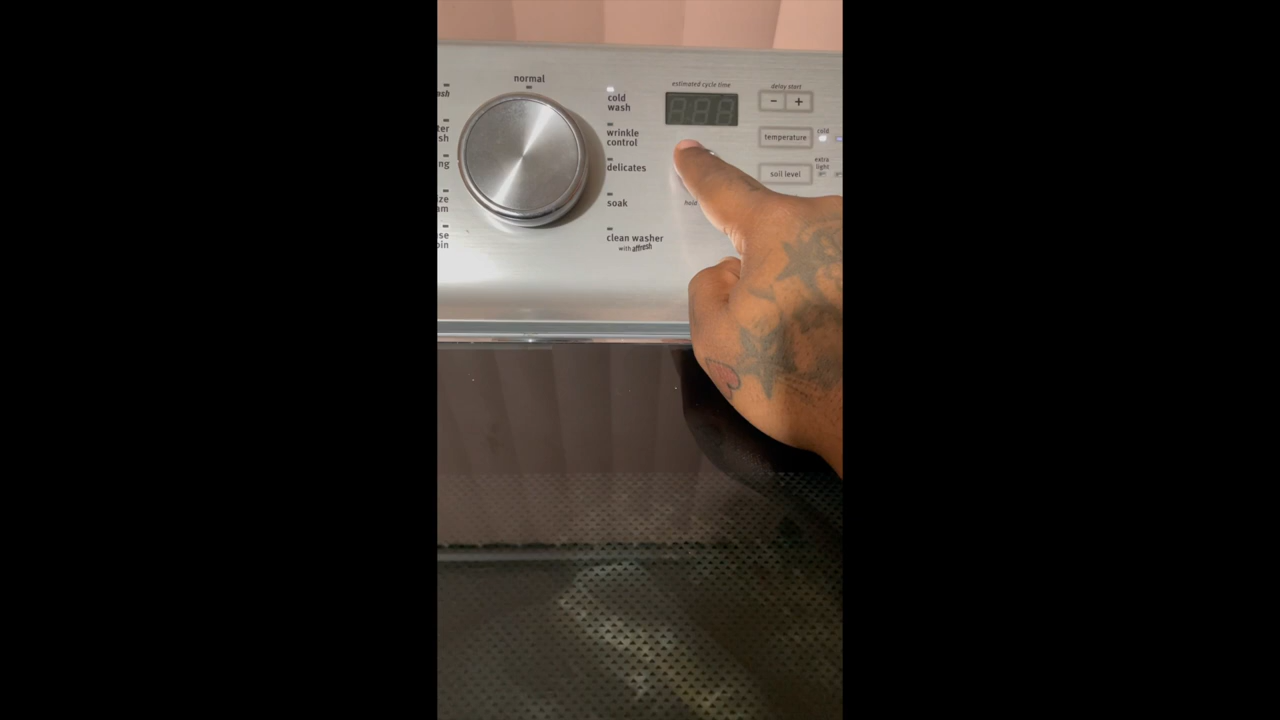 normal
cold
wash
wrinkle
control
delicates
soak
clean washer
with affresh
estimated cycle time
delay start
- +
temperature
cold
soil level
extra
light
hold